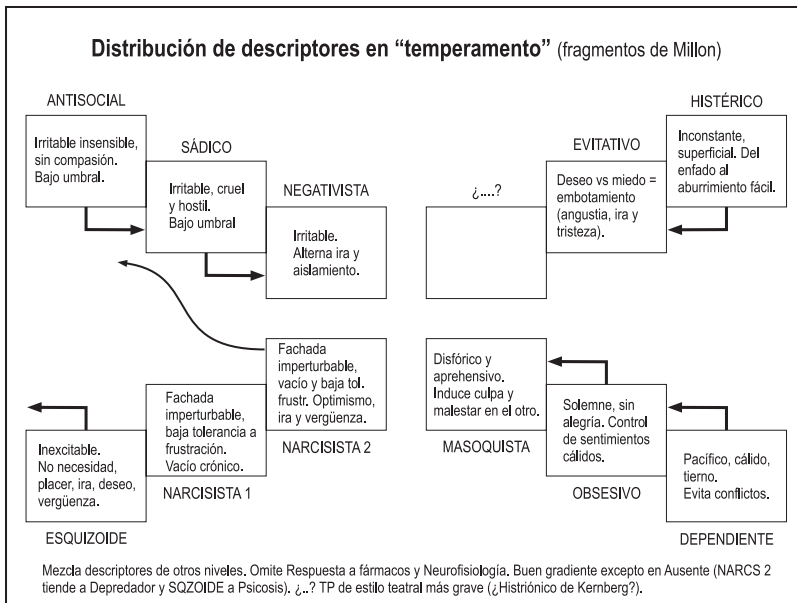 Distribución de descriptores en “temperamento” (fragmentos de Millon)
ANTISOCIAL
Irritable insensible,
sin compasión.
Bajo umbral.
SÁDICO
Irritable, cruel
y hostil.
Bajo umbral
NEGATIVISTA
Irritable.
Alterna ira y
aislamiento.
¿....?
EVITATIVO
Deseo vs miedo =
embotamiento
(angustia, ira y
tristeza).
HISTÉRICO
Inconstante,
superficial. Del
enfado al
aburrimiento fácil.
Inexcitable.
No necesidad,
placer, ira, deseo,
vergüenza.
ESQUIZOIDE
Fachada
imperturbable,
baja tolerancia a
frustración.
Vacío crónico.
NARCISISTA 1
Fachada
imperturbable,
vacío y baja tol.
frustr. Optimismo,
ira y vergüenza.
NARCISISTA 2
Disfórico y
aprehensivo.
Induce culpa y
malestar en el otro.
MASOQUISTA
Solemne, sin
alegría. Control
de sentimientos
cálidos.
OBSESIVO
Pacífico, cálido,
tierno.
Evita conflictos.
DEPENDIENTE
Mezcla descriptores de otros niveles. Omite Respuesta a fármacos y Neurofisiología. Buen gradiente excepto en Ausente (NARCS 2
tiende a Depredador y SQZOIDE a Psicosis). ¿..? TP de estilo teatral más grave (¿Histriónico de Kernberg?).